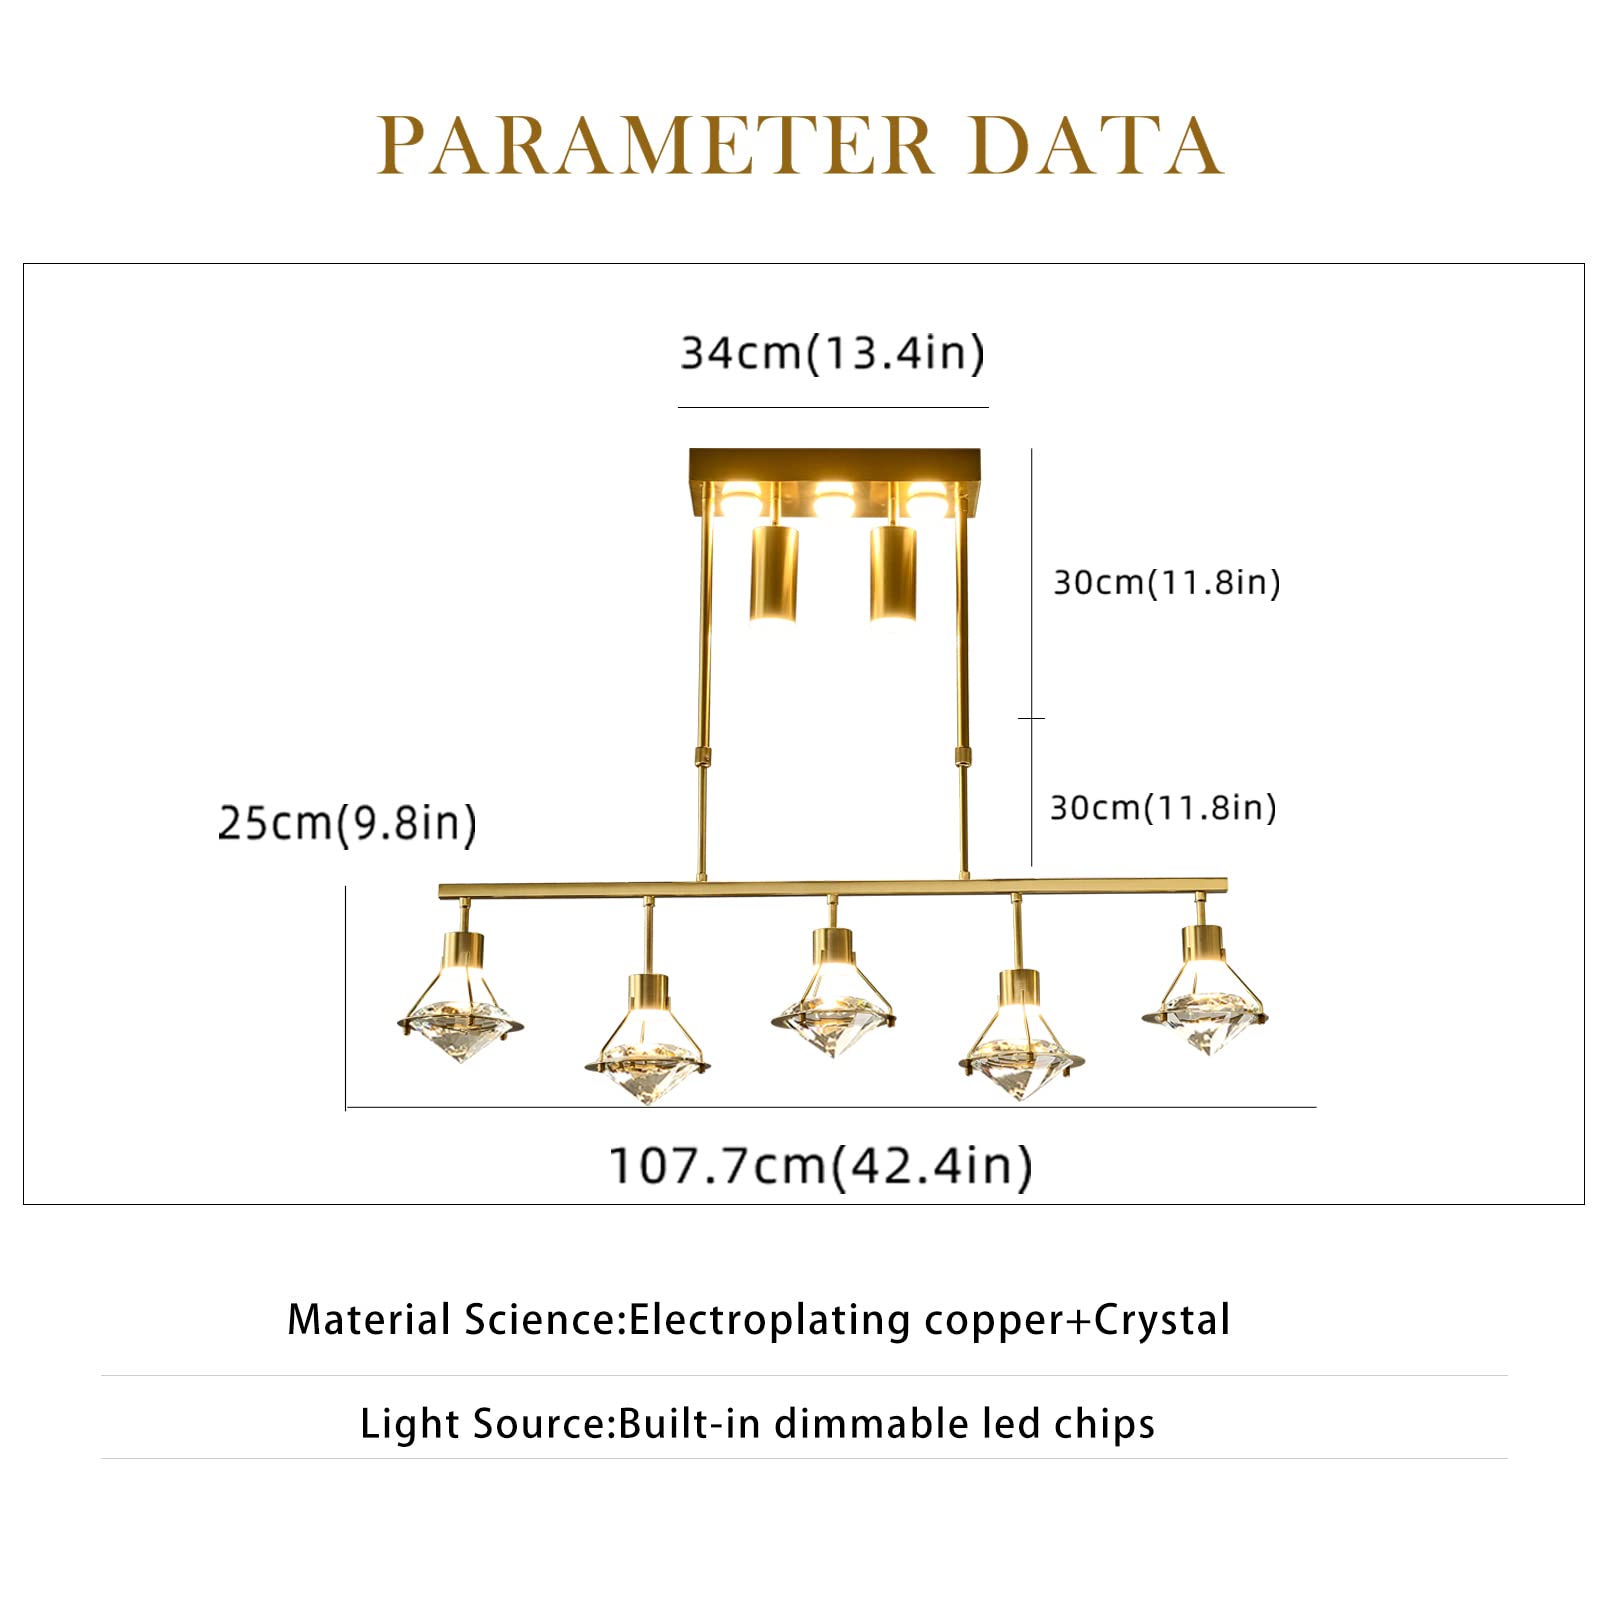 PARAMETER DATA
34cm(13.4in)
30cm(11.8in)
25cm(9.8in)
30cm(11.8in)
107.7cm(42.4in)
Material Science:Electroplating copper+Crystal
Light Source:Built-in dimmable led chips